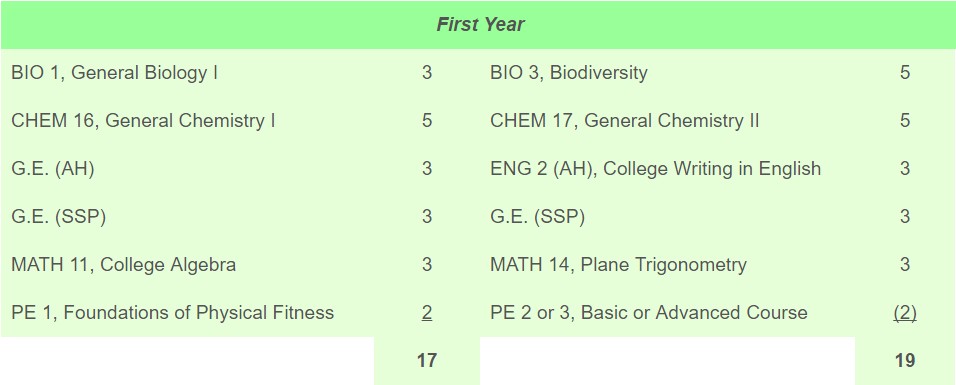 First Year
BIO 1, General Biology I 3 BIO 3, Biodiversity 5
CHEM 16, General Chemistry I 5 CHEM 17, General Chemistry II 5
G.E. (AH) 3 ENG 2 (AH), College Writing in English 3
G.E. (SSP) 3 G.E. (SSP) 3
MATH 11, College Algebra 3 MATH 14, Plane Trigonometry 3
PE 1, Foundations of Physical Fitness 2 PE 2 or 3, Basic or Advanced Course (2)
17 19